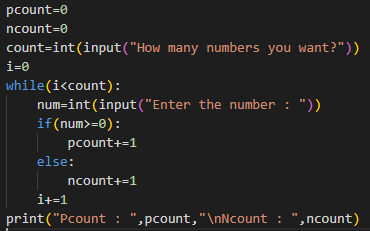 pcount=0
ncount=0
count=int(input("How many numbers you want?"))
i=0
while(i<count):
    num=int(input("Enter the number : "))
    if(num>=0):
        pcount+=1
    else:
        ncount+=1
    i+=1
print("Pcount : ",pcount,"\nNcount : ",ncount)